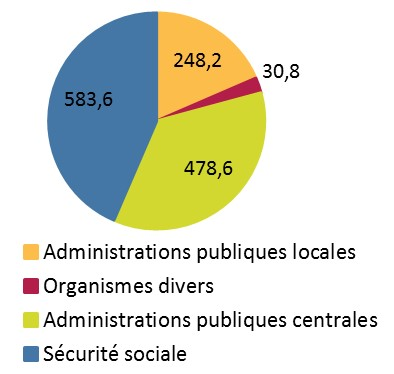 248,2
30,8
583,6
478,6
Administrations publiques locales
Organismes divers
Administrations publiques centrales
Sécurité sociale